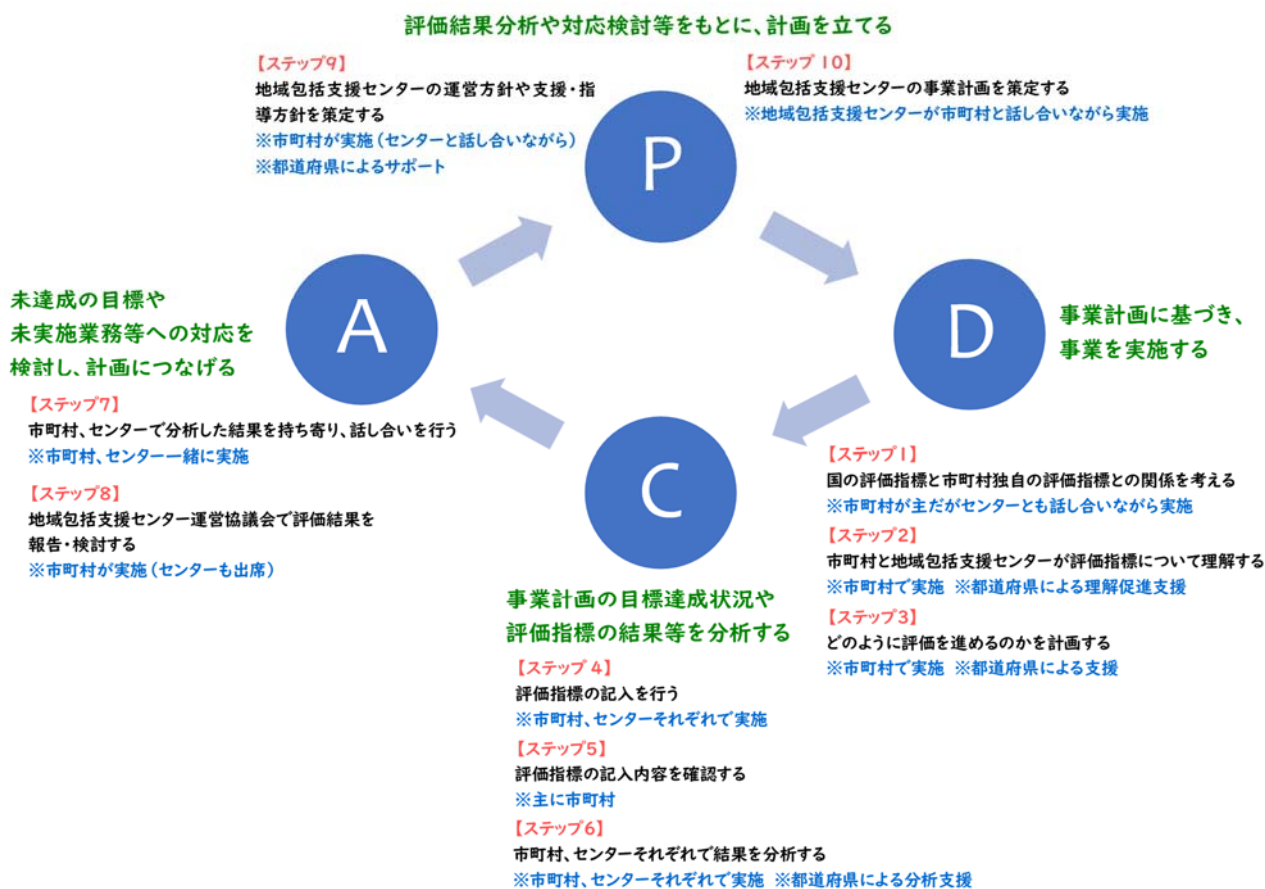 評価結果分析や対応検討等をもとに、計画を立てる
【ステップ9】
地域包括支援センターの運営方針や支援・指
導方針を策定する
※市町村が実施(センターと話し合いながら)
※都道府県によるサポート
【ステップ 10】
地域包括支援センターの事業計画を策定する
※地域包括支援センターが市町村と話し合いながら実施
P
D
事業計画に基づき、
事業を実施する
【ステップ1】
国の評価指標と市町村独自の評価指標との関係を考える
※市町村が主だがセンターとも話し合いながら実施
【ステップ2】
市町村と地域包括支援センターが評価指標について理解する
※市町村で実施 ※都道府県による理解促進支援
【ステップ3】
どのように評価を進めるのかを計画する
※市町村で実施 ※都道府県による支援
C
事業計画の目標達成状況や
評価指標の結果等を分析する
【ステップ 4】
評価指標の記入を行う
※市町村、センターそれぞれで実施
【ステップ5】
評価指標の記入内容を確認する
※主に市町村
【ステップ6】
市町村、センターそれぞれで結果を分析する
※市町村、センターそれぞれで実施 ※都道府県による分析支援
A
未達成の目標や
未実施業務等への対応を
検討し、計画につなげる
【ステップ7】
市町村、センターで分析した結果を持ち寄り、話し合いを行う
※市町村、センター一緒に実施
【ステップ8】
地域包括支援センター運営協議会で評価結果を
報告・検討する
※市町村が実施(センターも出席)